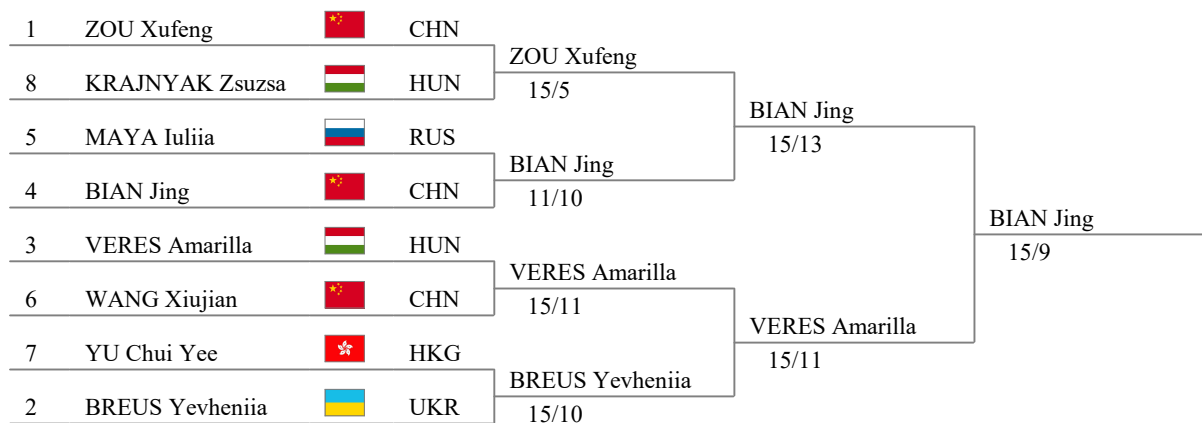 1 ZOU Xufeng CHN
8 KRAJNYAK Zsuzsa HUN
5 MAYA Iuliia RUS
4 BIAN Jing CHN
3 VERES Amarilla HUN
6 WANG Xiujian CHN
7 YU Chui Yee HKG
2 BREUS Yevheniia UKR
ZOU Xufeng
15/5
BIAN Jing
11/10
VERES Amarilla
15/11
BREUS Yevheniia
15/10
BIAN Jing
15/13
VERES Amarilla
15/11
BIAN Jing
15/9